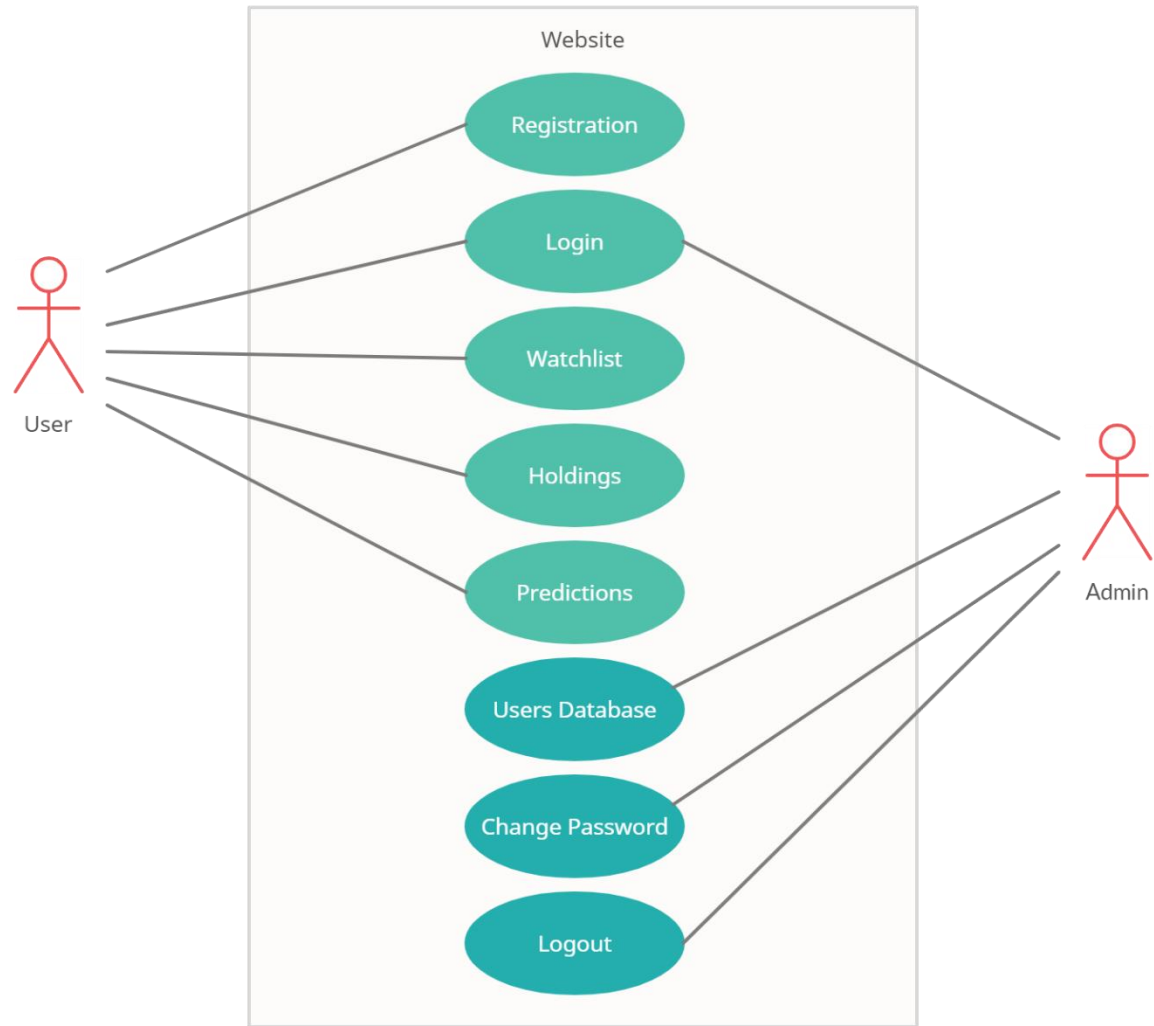 Website
Registration
Login
Watchlist
User
Holdings
Predictions
Admin
Users Database
Change Password
Logout